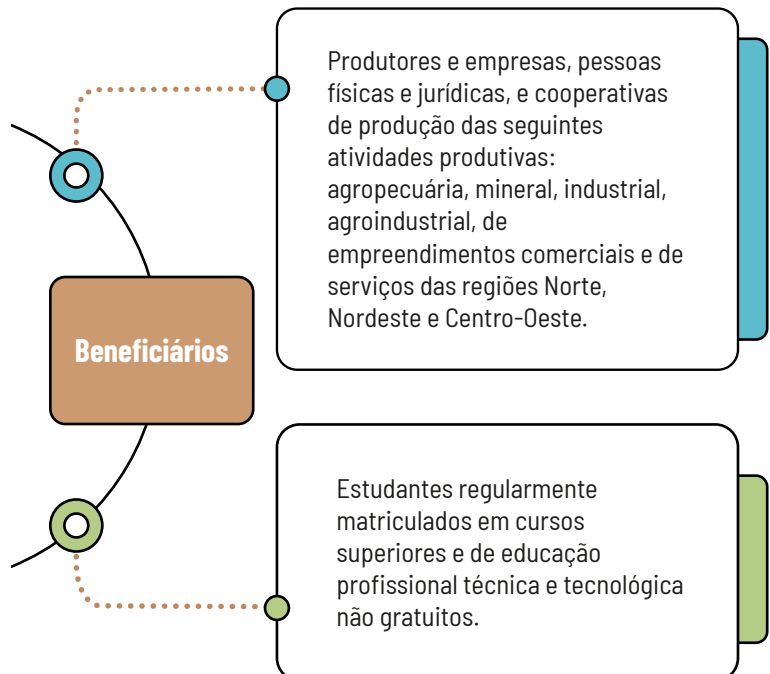 Produtores e empresas, pessoas
físicas e jurídicas, e cooperativas
de produção das seguintes
atividades produtivas:
agropecuária, mineral, industrial,
agroindustrial, de
empreendimentos comerciais e de
serviços das regiões Norte,
Nordeste e Centro-Oeste.
Beneficiários
Estudantes regularmente
matriculados em cursos
superiores e de educação
profissional técnica e tecnológica
não gratuitos.